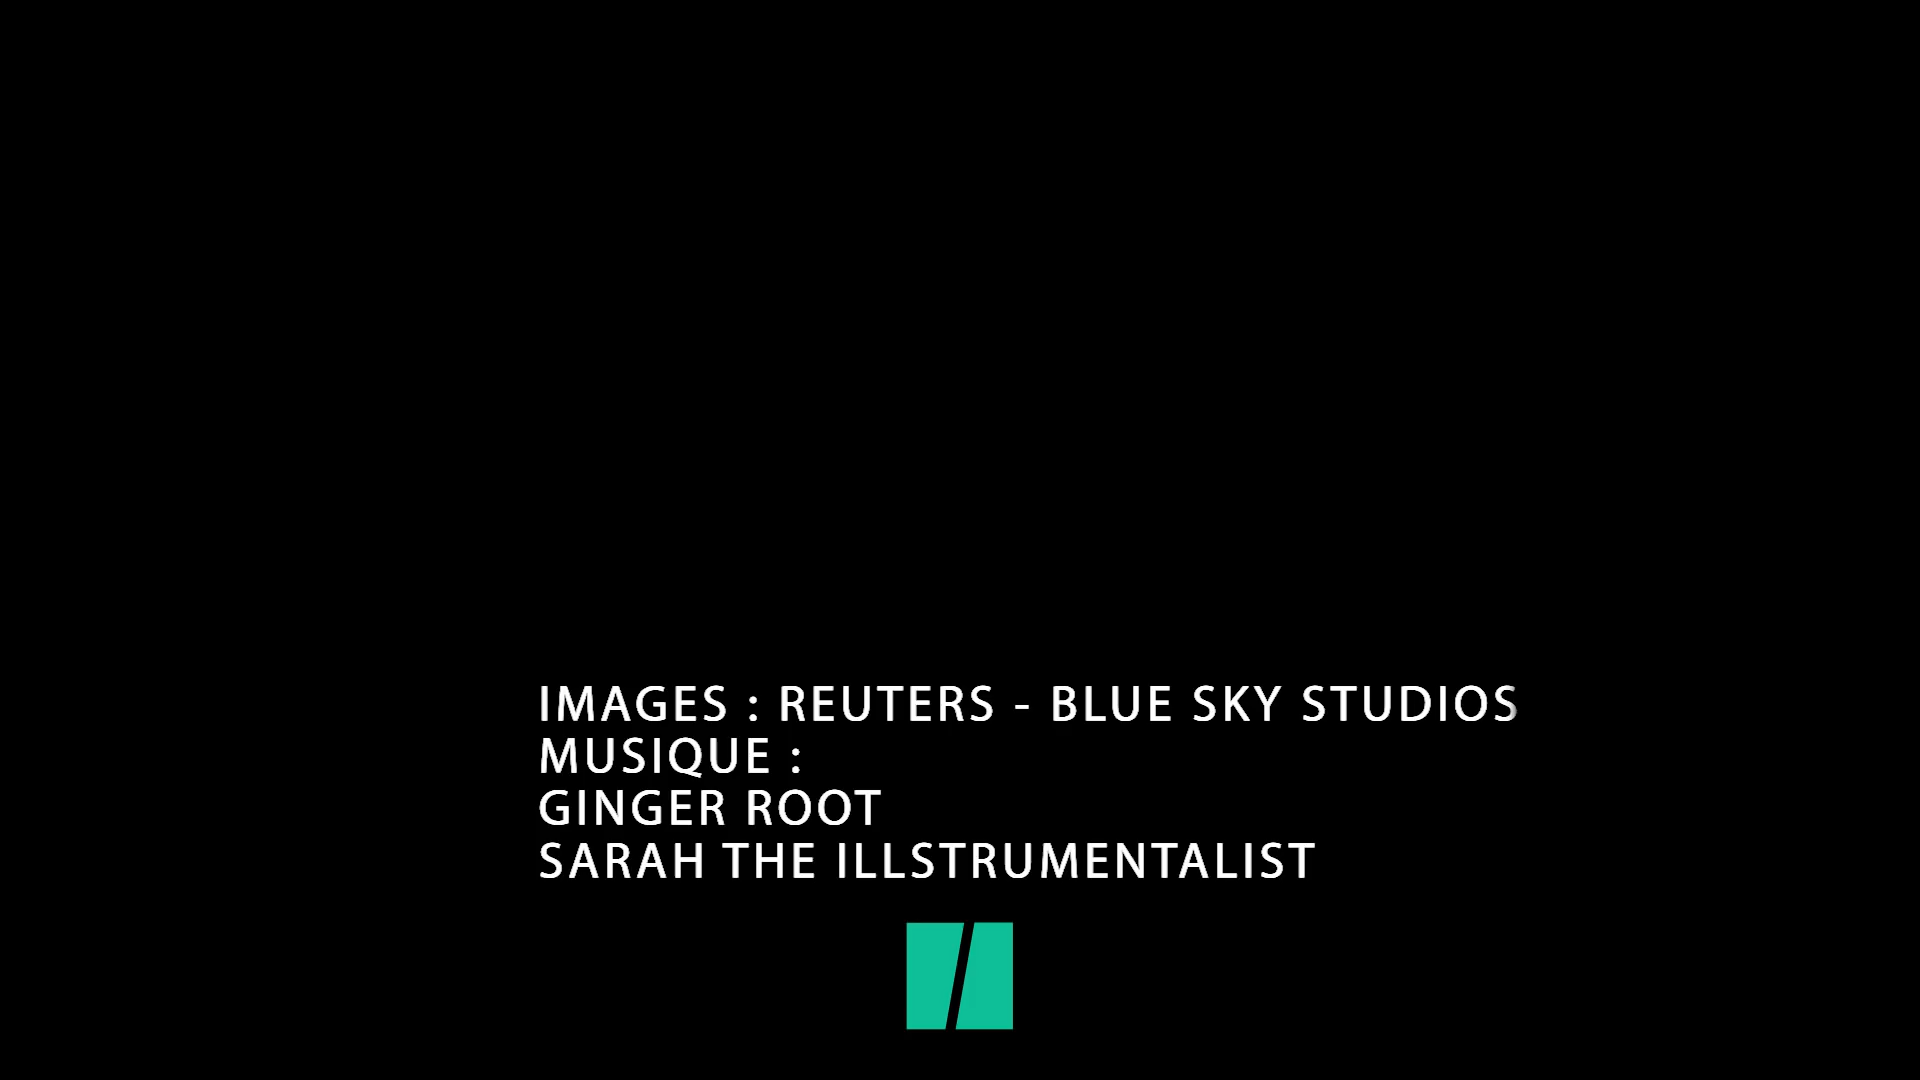 IMAGES : REUTERS - BLUE SKY STUDIOS
MUSIQUE :
GINGER ROOT
SARAH THE ILLSTRUMENTALIST